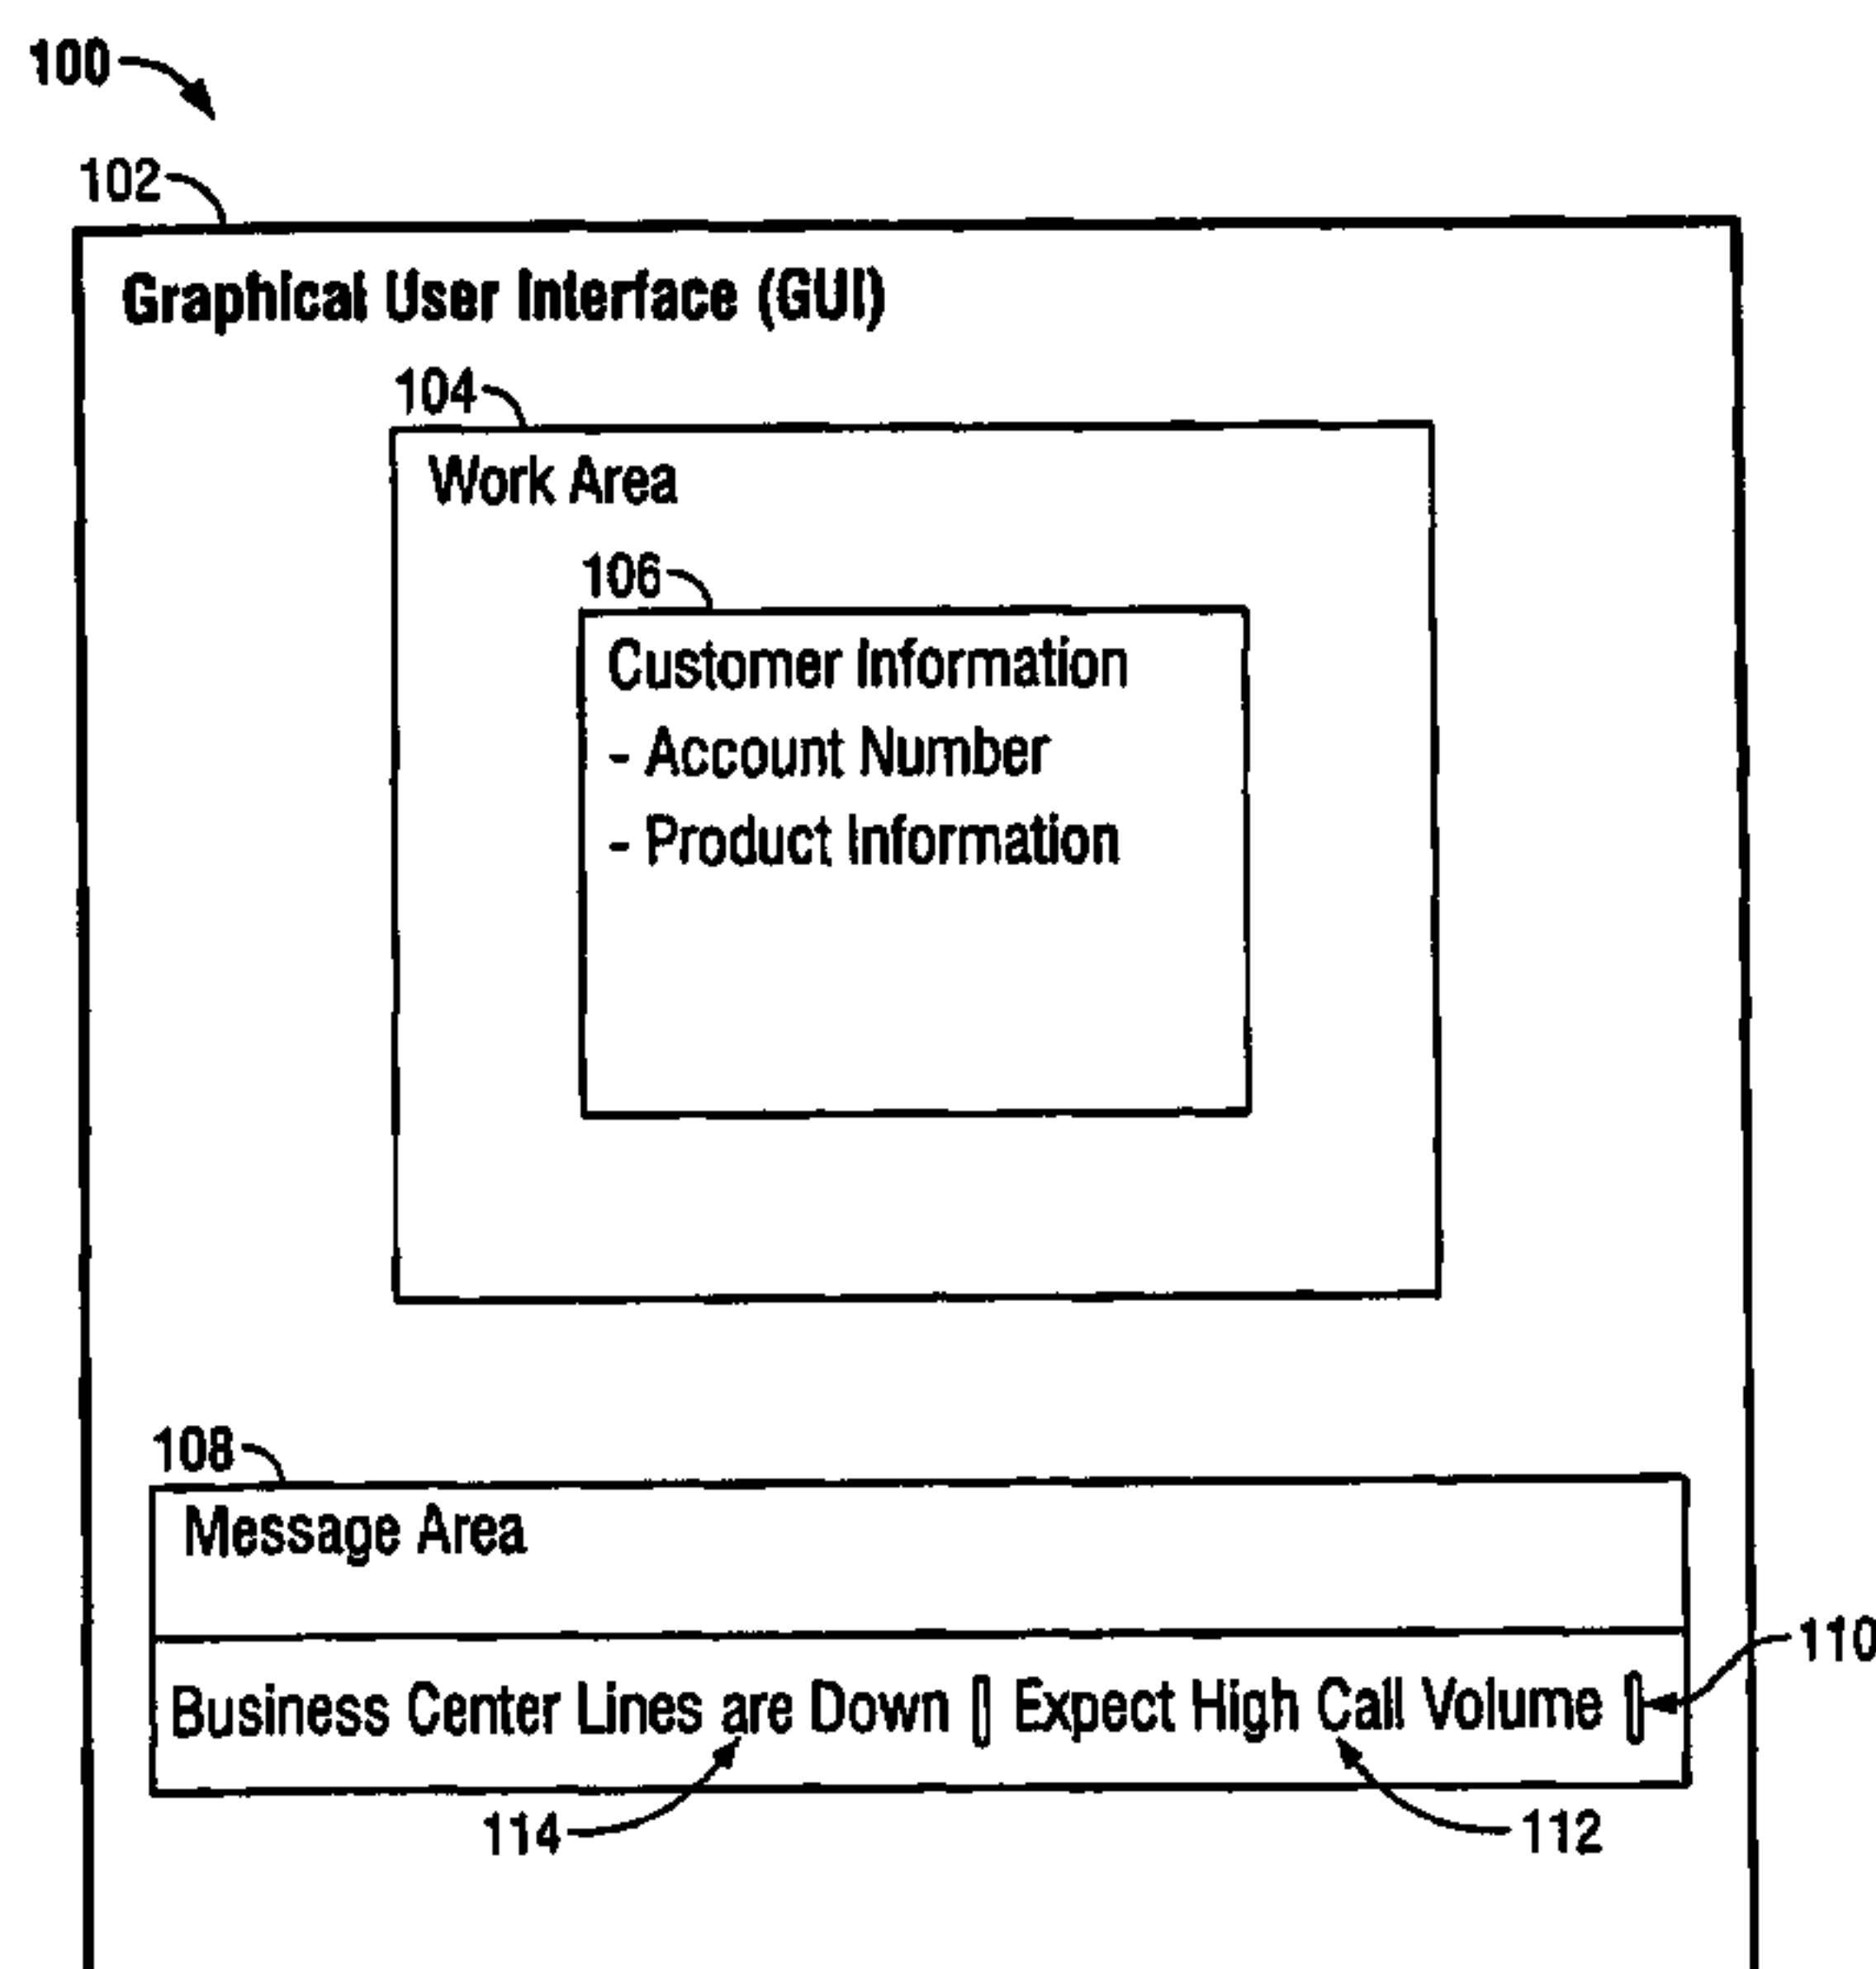 100
102
Graphical User Interface (GUI)
104
Work Area
106
Customer Information
- Account Number
- Product Information
108
Message Area
110
Business Center Lines are Down Expect High Call Volume
114
112